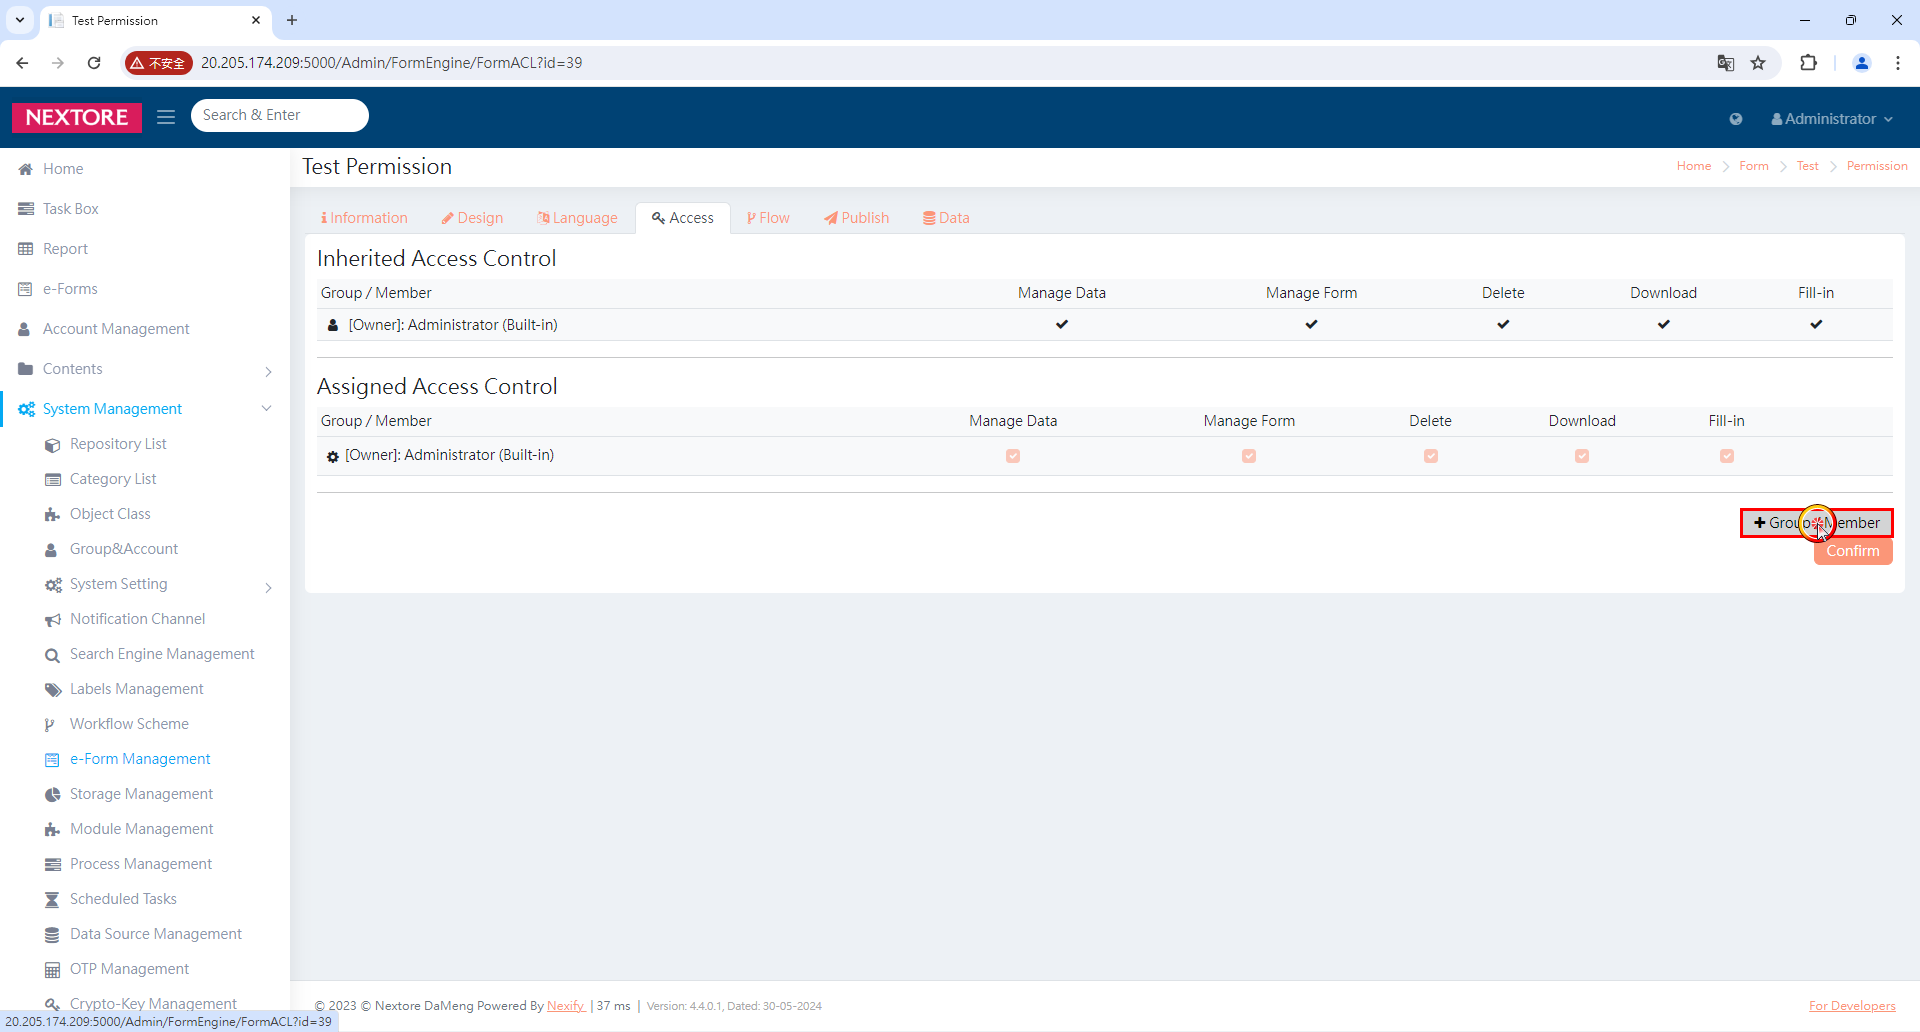 Test Permission
不安全
20.205.174.209:5000/Admin/FormEngine/FormACL?id=39
NEXTORE
Search & Enter
Administrator
Home
Task Box
Report
e-Forms
Account Management
Contents
System Management
Repository List
Category List
Object Class
Group&Account
System Setting
Notification Channel
Search Engine Management
Labels Management
Workflow Scheme
e-Form Management
Storage Management
Module Management
Process Management
Scheduled Tasks
Data Source Management
OTP Management
Crypto-Key Management
Test Permission
Home > Form > Test > Permission
Information Design Language Access Flow Publish Data
Inherited Access Control
Group / Member Manage Data Manage Form Delete Download Fill-in
[Owner]: Administrator (Built-in)
Assigned Access Control
Group / Member Manage Data Manage Form Delete Download Fill-in
[Owner]: Administrator (Built-in)
Group Member
Confirm
© 2023 © Nextore DaMeng Powered By Nexify | 37 ms | Version: 4.4.0.1, Dated: 30-05-2024
For Developers
20.205.174.209:5000/Admin/FormEngine/FormACL?id=39